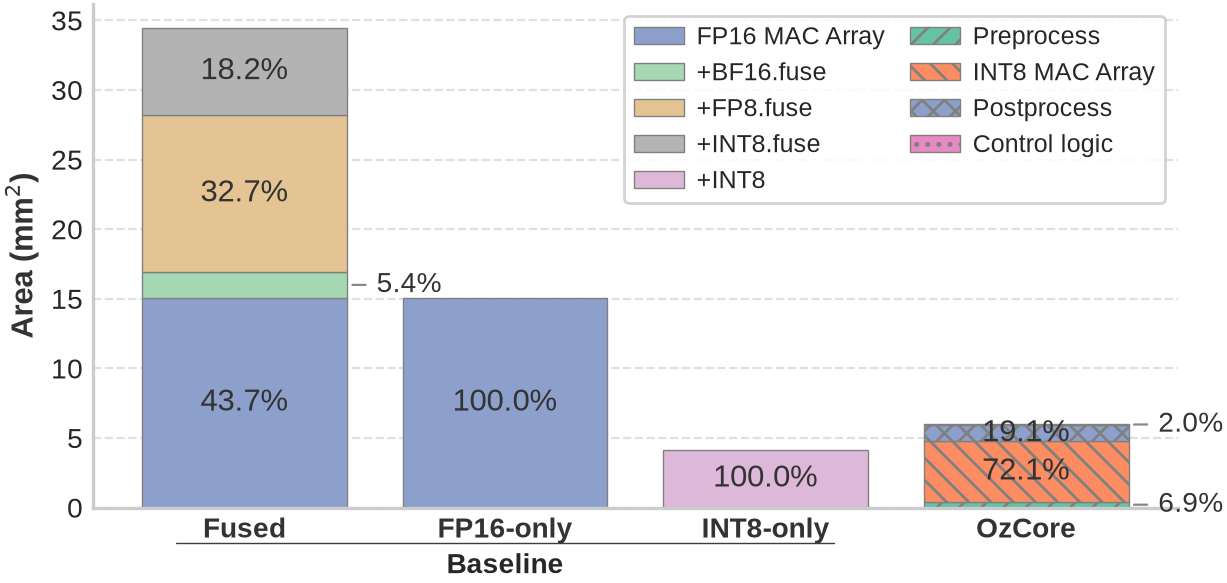 35
30
25
20
15
10
5
0
Area (mm²)
FP16 MAC Array
+BF16.fuse
+FP8.fuse
+INT8.fuse
+INT8
Preprocess
INT8 MAC Array
Postprocess
Control logic
18.2%
32.7%
5.4%
43.7%
100.0%
100.0%
19.1%
72.1%
2.0%
6.9%
Fused FP16-only INT8-only OzCore
Baseline